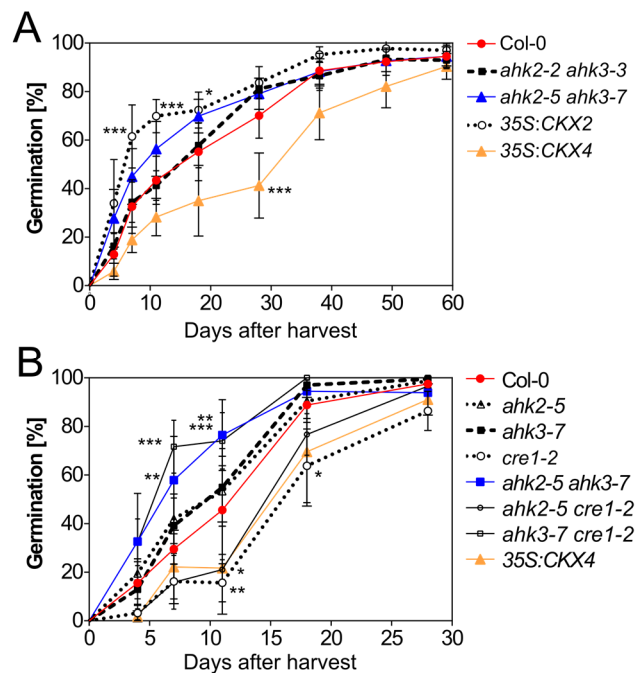 A
Germination [%]
100
80
60
40
20
0
***
***
*
***
0 10 20 30 40 50 60
Days after harvest
Col-0
ahk2-2 ahk3-3
ahk2-5 ahk3-7
35S:CKX2
35S:CKX4
B
Germination [%]
100
80
60
40
20
0
***
**
**
***
*
**
*
0 5 10 15 20 25 30
Days after harvest
Col-0
ahk2-5
ahk3-7
cre1-2
ahk2-5 ahk3-7
ahk2-5 cre1-2
ahk3-7 cre1-2
35S:CKX4